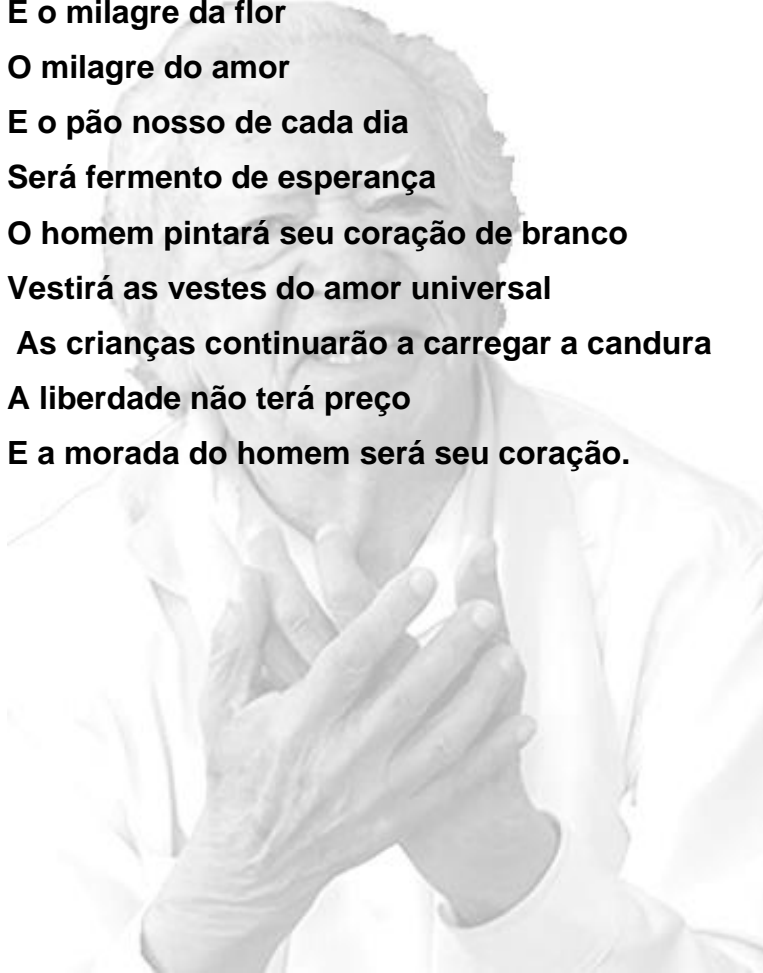 E o milagre da flor
O milagre do amor
E o pão nosso de cada dia
Será fermento de esperança
O homem pintará seu coração de branco
Vestirá as vestes do amor universal
As crianças continuarão a carregar a candura
A liberdade não terá preço
E a morada do homem será seu coração.